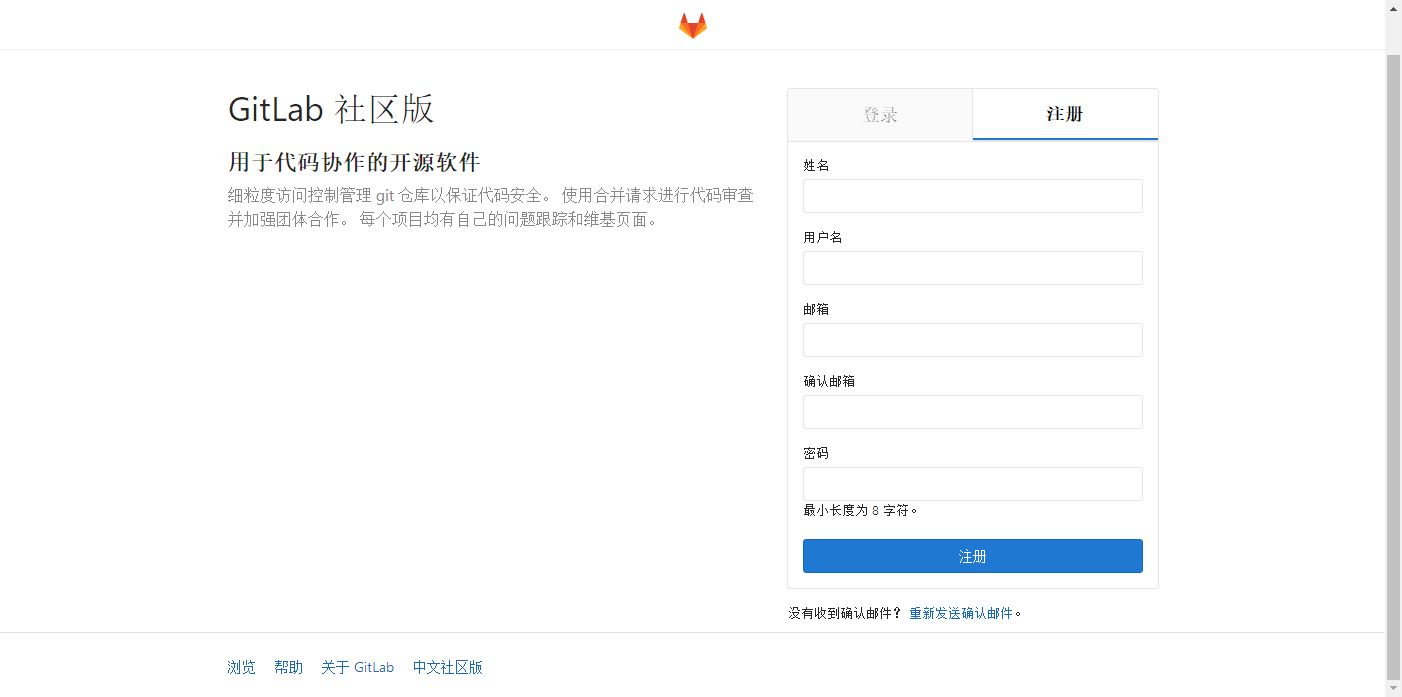 GitLab 社区版
用于代码协作的开源软件
细粒度访问控制管理 git 仓库以保证代码安全。 使用合并请求进行代码审查
并加强团体合作。 每个项目均有自己的问题跟踪和维基页面。
登录 注册
姓名
用户名
邮箱
确认邮箱
密码
最小长度为 8 字符。
注册
没有收到确认邮件？ 重新发送确认邮件。
浏览 帮助 关于 GitLab 中文社区版